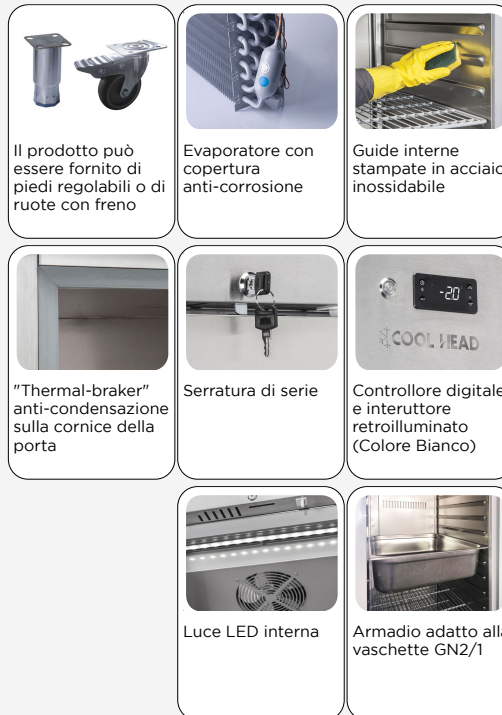 Il prodotto può
essere fornito di
piedi regolabili o di
ruote con freno
Evaporatore con
copertura
anti-corrosione
Guide interne
stampate in acciaio
inossidabile
-2.0
COOL HEAD
"Thermal-braker"
anti-condensazione
sulla cornice della
porta
Serratura di serie
Controllore digitale
e interuttore
retroilluminato
(Colore Bianco)
Luce LED interna
Armadio adatto alla
vaschette GN2/1